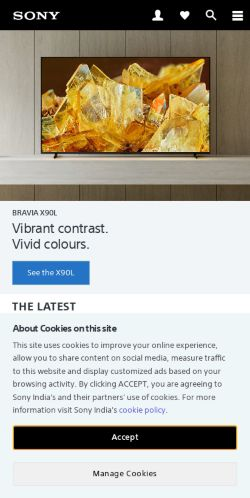 SONY
BRAVIA X90L
Vibrant contrast.
Vivid colours.
See the X90L
THE LATEST
About Cookies on this site
This site uses cookies to improve your online experience,
allow you to share content on social media, measure traffic
to this website and display customized ads based on your
browsing activity. By clicking ACCEPT, you are agreeing to
Sony India's and their partners' use of cookies. For more
information visit Sony India's cookie policy.
Accept
Manage Cookies